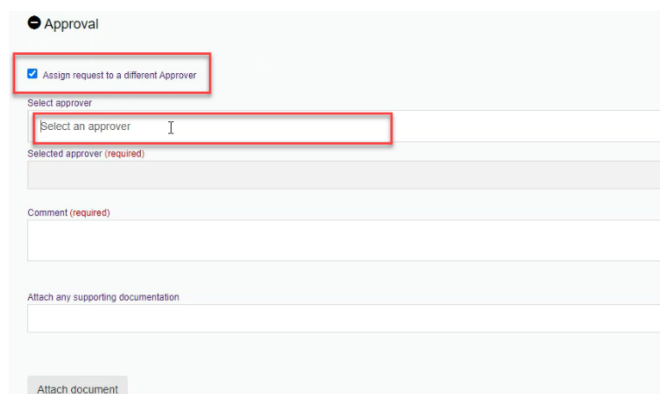 Approval
Assign request to a different Approver
Select approver
Select an approver
Selected approver (required)
Comment (required)
Attach any supporting documentation
Attach document